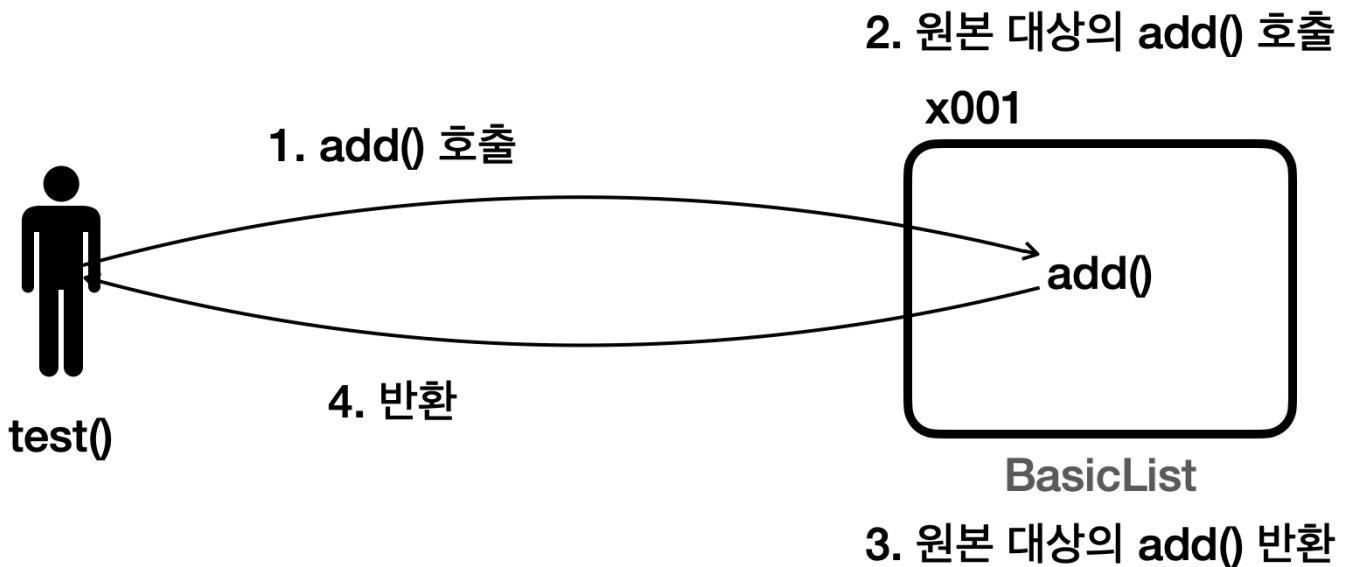 2. 원본 대상의 add() 호출
x001
1. add() 호출
add()
4. 반환
test()
BasicList
3. 원본 대상의 add() 반환